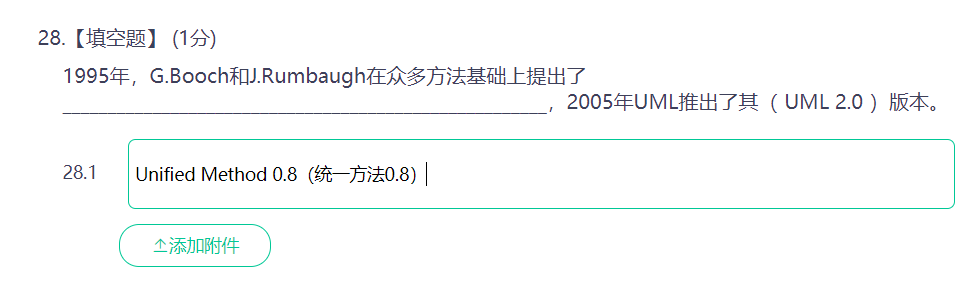 28.【填空题】 (1分)
1995年，G.Booch和J.Rumbaugh在众多方法基础上提出了
________________________________________________，2005年UML推出了其（ UML 2.0 ）版本。
28.1 Unified Method 0.8（统一方法0.8）
添加附件